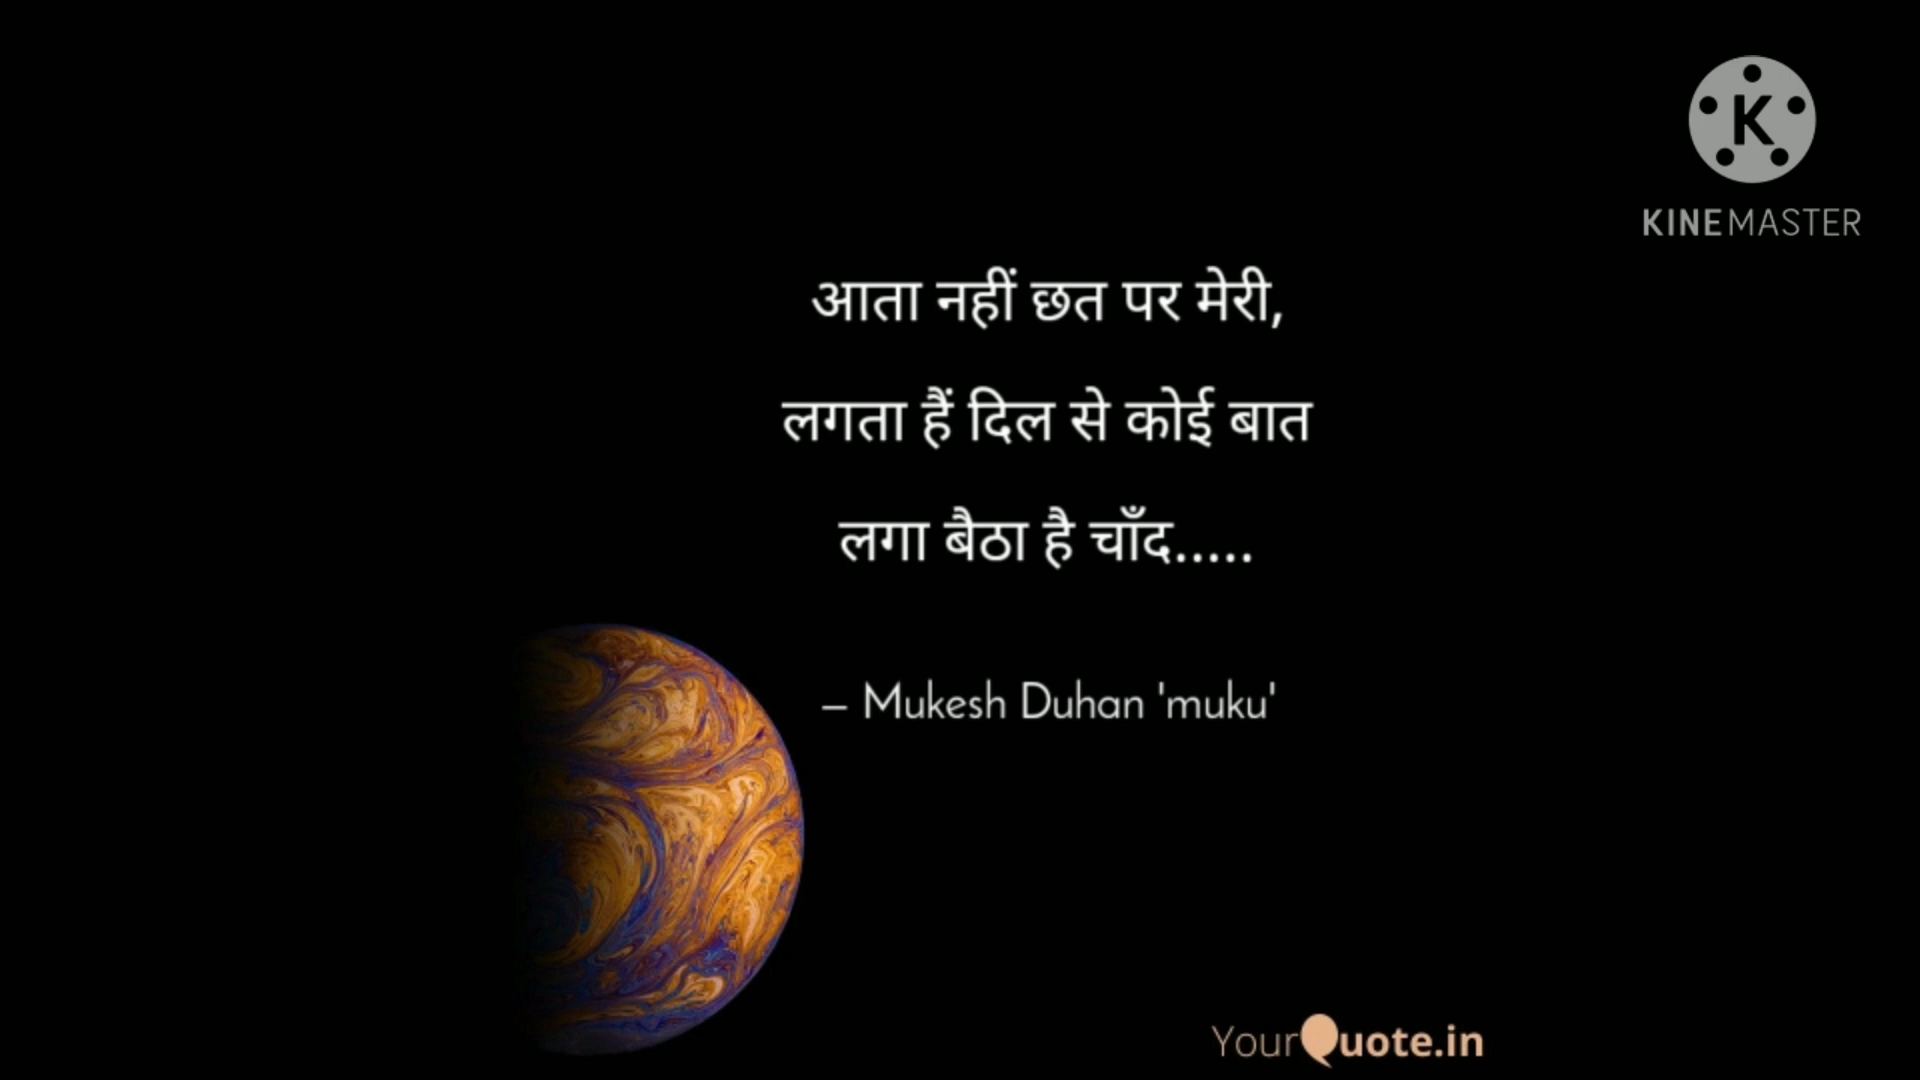 K
KINEMASTER
आता नहीं छत पर मेरी,
लगता हैं दिल से कोई बात
लगा बैठा है चाँद.....
– Mukesh Duhan 'muku'
YourQuote.in